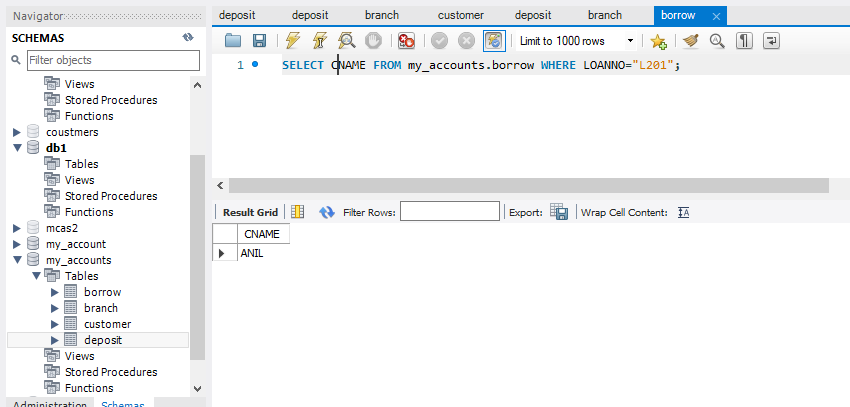 Navigator
SCHEMAS
Filter objects
Views
Stored Procedures
Functions
coustmers
db1
Tables
Views
Stored Procedures
Functions
mcas2
my_account
my_accounts
Tables
borrow
branch
customer
deposit
Views
Stored Procedures
Functions
Administration Schemas
deposit deposit branch customer deposit branch borrow
Limit to 1000 rows
1 SELECT CNAME FROM my_accounts.borrow WHERE LOANNO="L201";
Result Grid Filter Rows: Export: Wrap Cell Content:
CNAME
ANIL